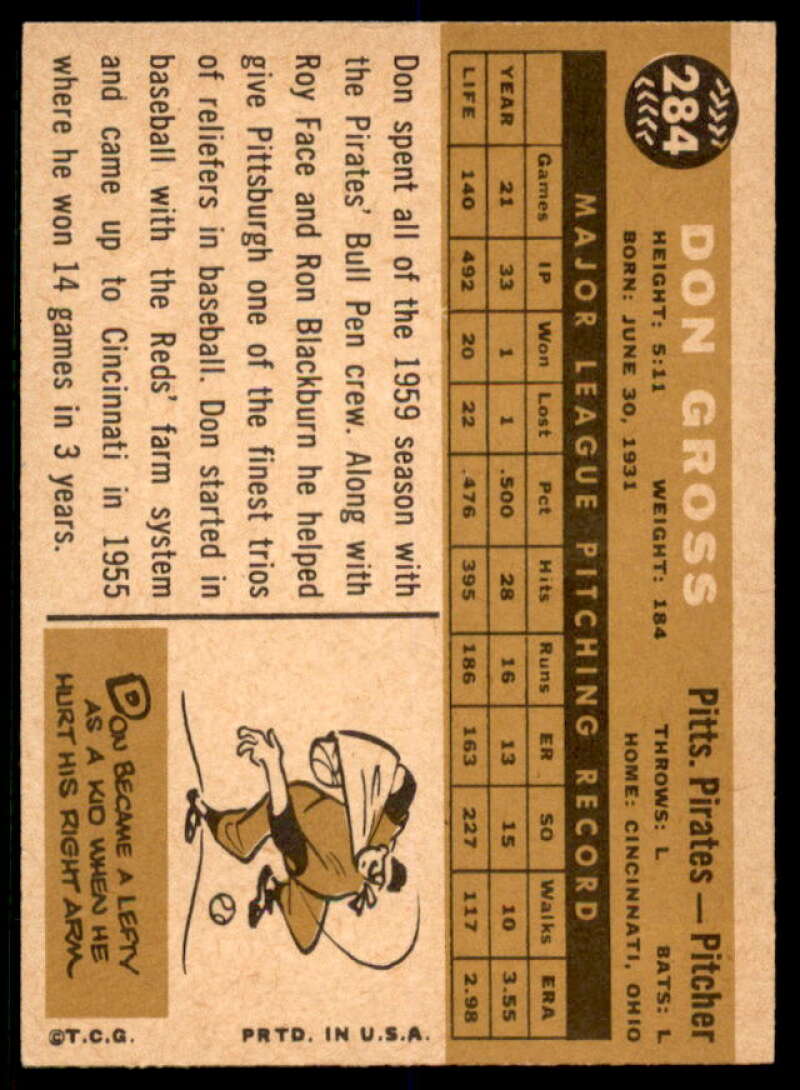 284
DON GROSS
Pitts. Pirates — Pitcher
HEIGHT: 5:11 WEIGHT: 184 THROWS: L BATS: L
BORN: JUNE 30, 1931 HOME: CINCINNATI, OHIO
MAJOR LEAGUE PITCHING RECORD
Games IP Won Lost Pct Hits Runs ER SO Walks ERA
YEAR 21 33 1 1 .500 28 16 13 15 10 3.55
LIFE 140 492 20 22 .476 395 186 163 227 117 2.98
Don spent all of the 1959 season with
the Pirates' Bull Pen crew. Along with
Roy Face and Ron Blackburn he helped
give Pittsburgh one of the finest trios
of reliefers in baseball. Don started in
baseball with the Reds' farm system
and came up to Cincinnati in 1955
where he won 14 games in 3 years.
DON BECAME A LEFTY
AS A KID WHEN HE
HURT HIS RIGHT ARM
©T.C.G. PRTD. IN U.S.A.